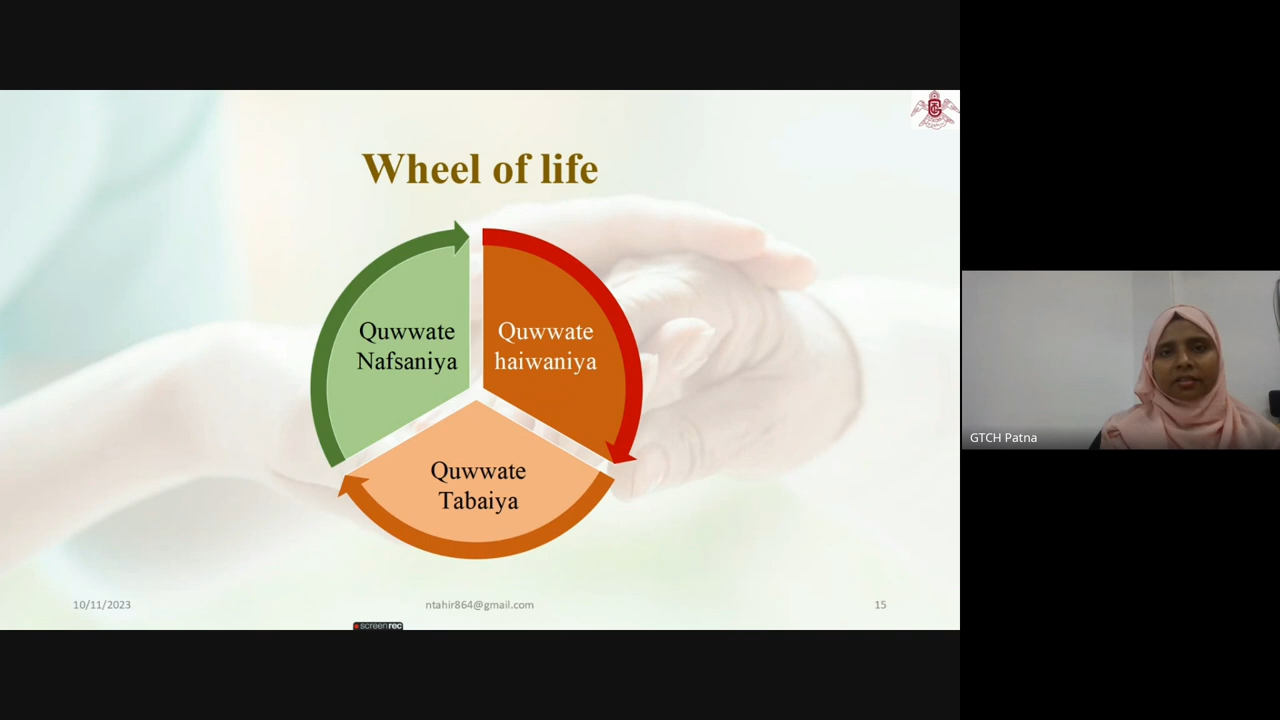 Wheel of life
Quwwate
Nafsaniya
Quwwate
haiwaniya
Quwwate
Tabaiya
10/11/2023
ntahir864@gmail.com
15
screenrec
GTCH Patna